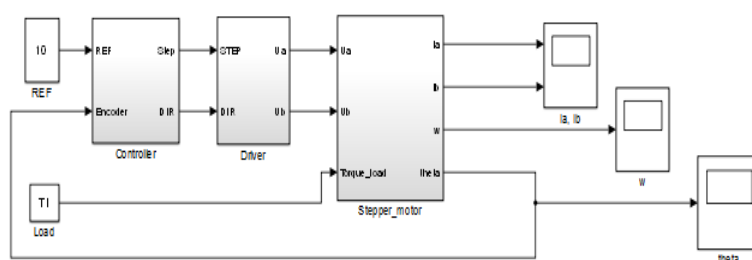 10
REF
REF
Encoder
Step
DIR
Controller
STEP
DIR
Ua
Ub
Driver
Ua
Ub
Torque_load
Ia
Ib
w
theta
Stepper_motor
Ia, Ib
w
theta
Tl
Load